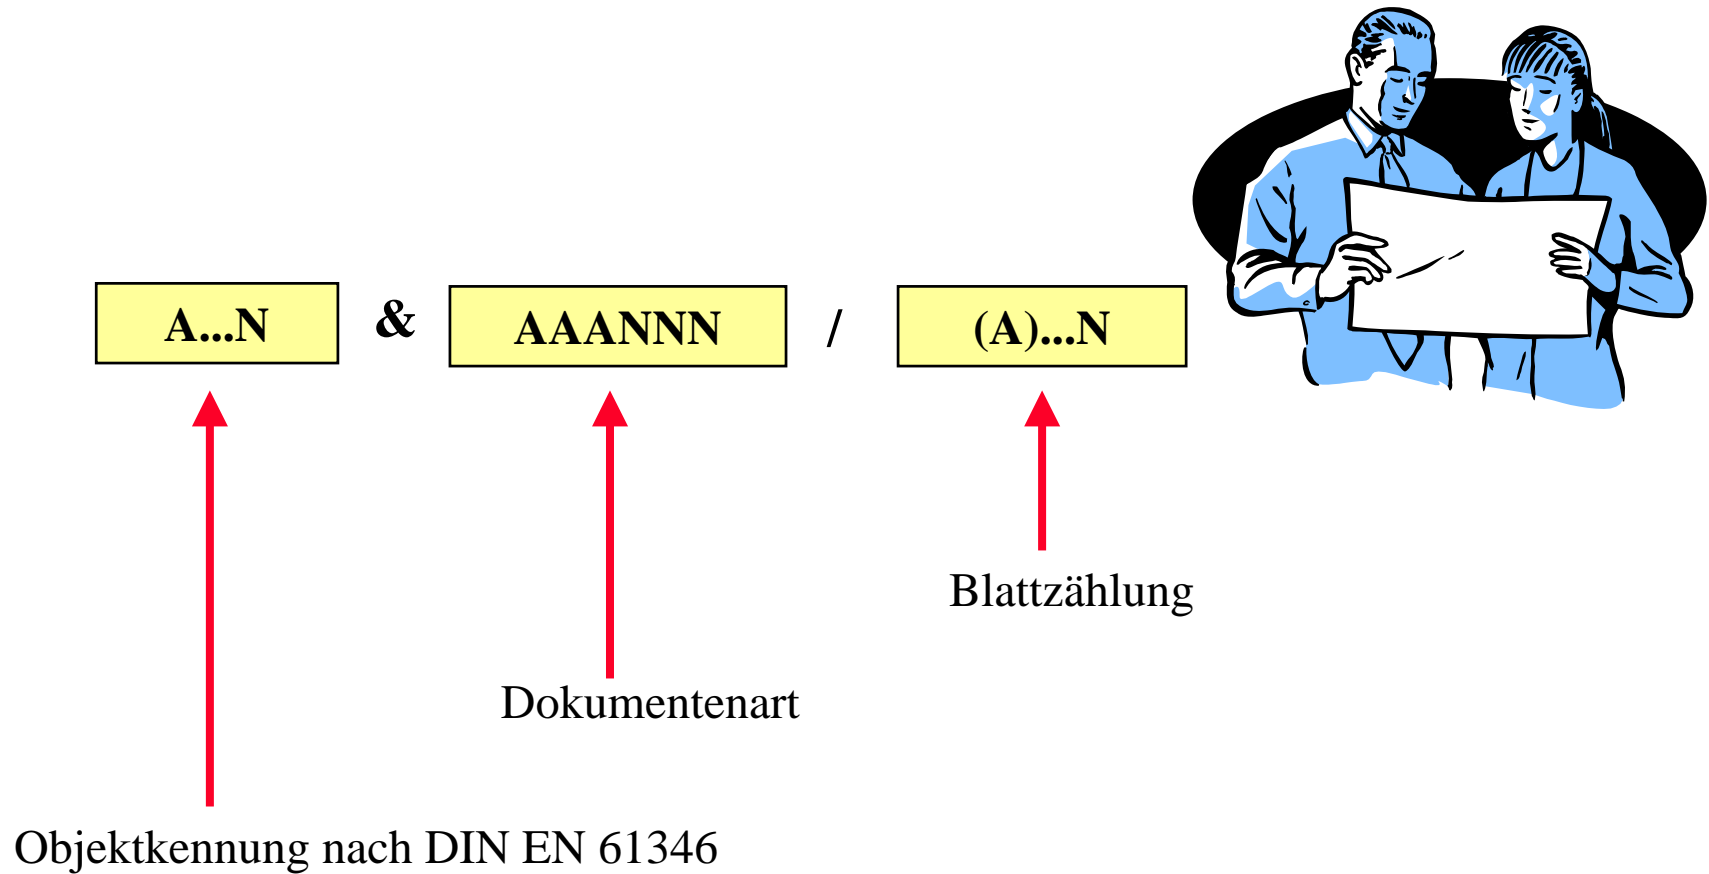 A...N & AAANNN / (A)...N
Blattzählung
Dokumentenart
Objektkennung nach DIN EN 61346